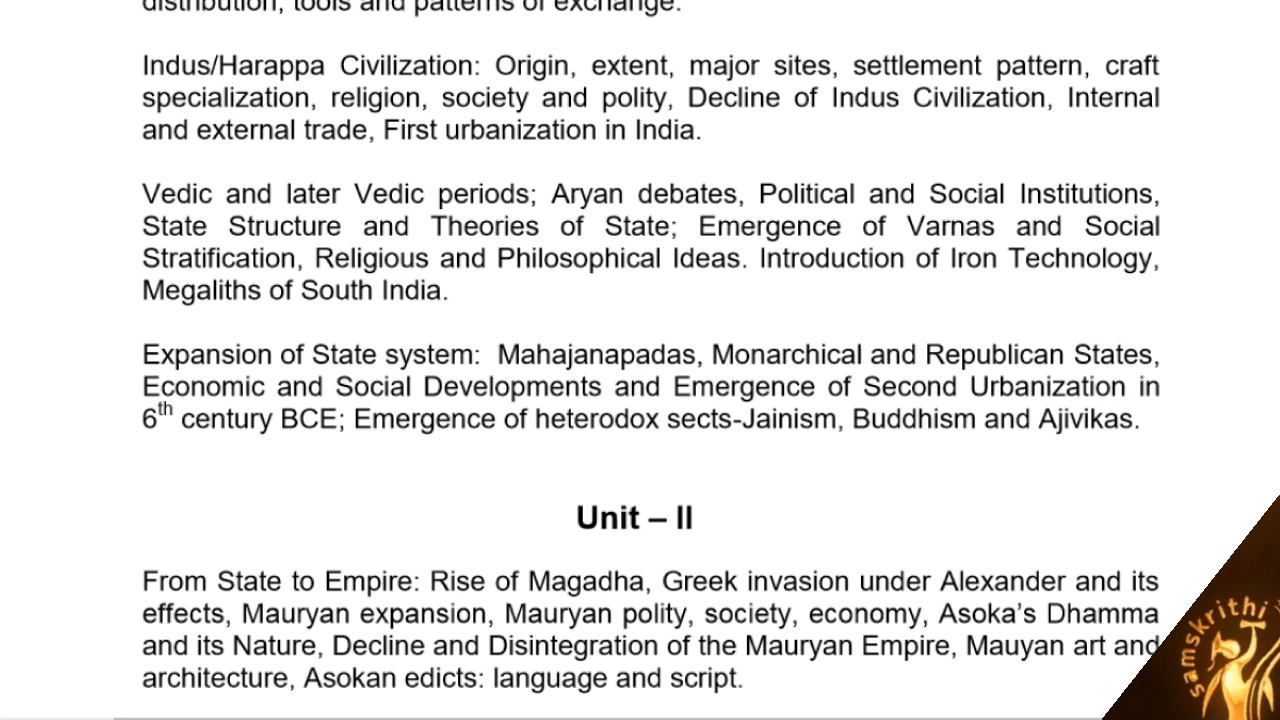 distribution, tools and patterns of exchange.
Indus/Harappa Civilization: Origin, extent, major sites, settlement pattern, craft
specialization, religion, society and polity, Decline of Indus Civilization, Internal
and external trade, First urbanization in India.
Vedic and later Vedic periods; Aryan debates, Political and Social Institutions,
State Structure and Theories of State; Emergence of Varnas and Social
Stratification, Religious and Philosophical Ideas. Introduction of Iron Technology,
Megaliths of South India.
Expansion of State system: Mahajanapadas, Monarchical and Republican States,
Economic and Social Developments and Emergence of Second Urbanization in
6th century BCE; Emergence of heterodox sects-Jainism, Buddhism and Ajivikas.
Unit – II
From State to Empire: Rise of Magadha, Greek invasion under Alexander and its
effects, Mauryan expansion, Mauryan polity, society, economy, Asoka’s Dhamma
and its Nature, Decline and Disintegration of the Mauryan Empire, Mauyan art and
architecture, Asokan edicts: language and script.
samskrithi